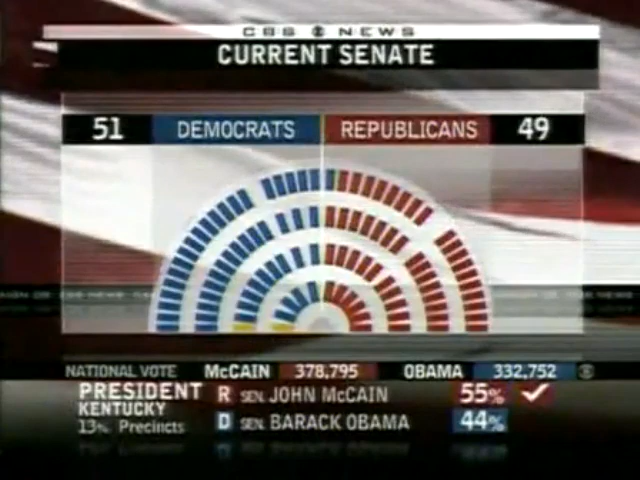 CBS NEWS
CURRENT SENATE
51 DEMOCRATS REPUBLICANS 49
NATIONAL VOTE McCAIN 378,795 OBAMA 332,752
PRESIDENT R SEN. JOHN McCAIN 55%
KENTUCKY
13% Precincts D SEN. BARACK OBAMA 44%